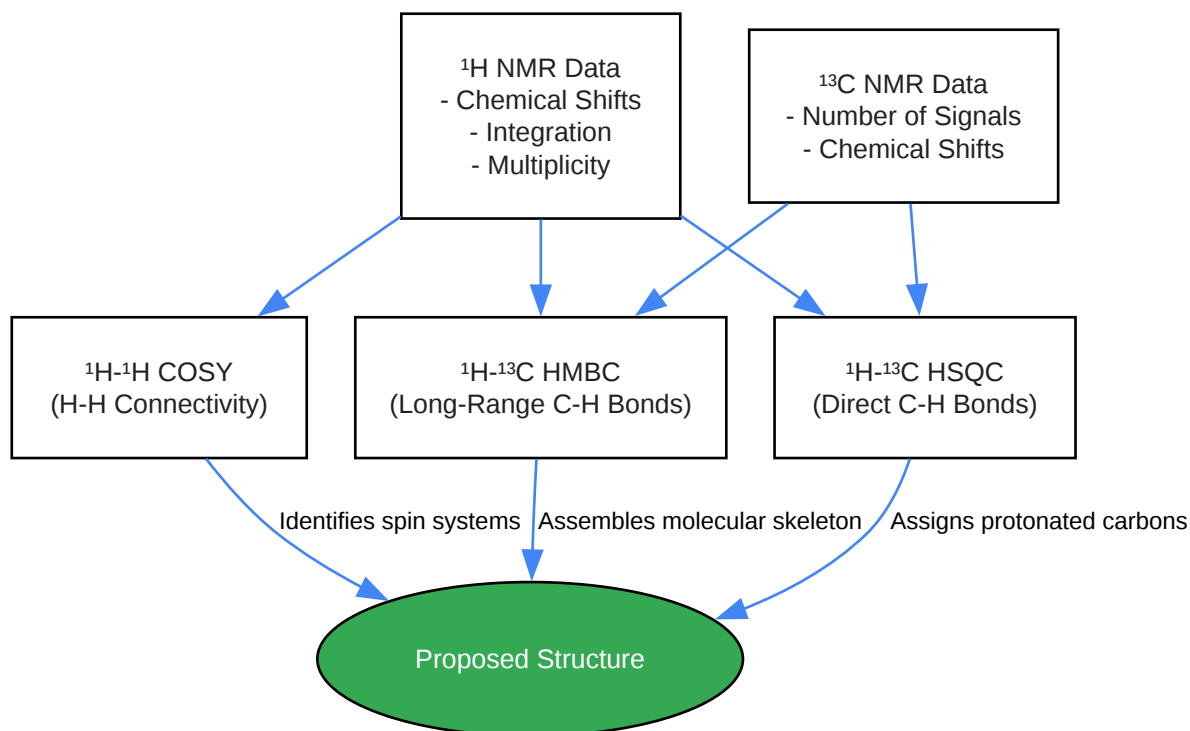 ¹H NMR Data
- Chemical Shifts
- Integration
- Multiplicity
¹³C NMR Data
- Number of Signals
- Chemical Shifts
¹H-¹H COSY
(H-H Connectivity)
¹H-¹³C HMBC
(Long-Range C-H Bonds)
¹H-¹³C HSQC
(Direct C-H Bonds)
Identifies spin systems
Assembles molecular skeleton
Assigns protonated carbons
Proposed Structure